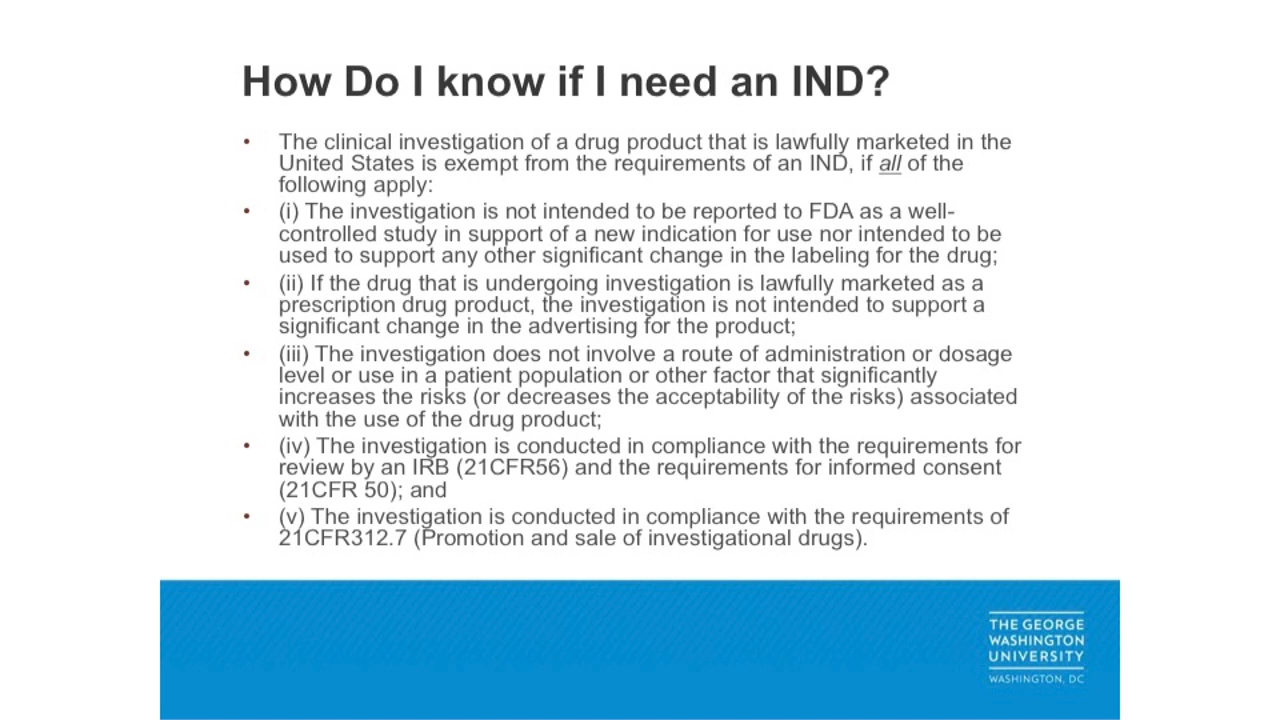 How Do I know if I need an IND?
• The clinical investigation of a drug product that is lawfully marketed in the
United States is exempt from the requirements of an IND, if all of the
following apply:
• (i) The investigation is not intended to be reported to FDA as a well-
controlled study in support of a new indication for use nor intended to be
used to support any other significant change in the labeling for the drug;
• (ii) If the drug that is undergoing investigation is lawfully marketed as a
prescription drug product, the investigation is not intended to support a
significant change in the advertising for the product;
• (iii) The investigation does not involve a route of administration or dosage
level or use in a patient population or other factor that significantly
increases the risks (or decreases the acceptability of the risks) associated
with the use of the drug product;
• (iv) The investigation is conducted in compliance with the requirements for
review by an IRB (21CFR56) and the requirements for informed consent
(21CFR 50); and
• (v) The investigation is conducted in compliance with the requirements of
21CFR312.7 (Promotion and sale of investigational drugs).
THE GEORGE
WASHINGTON
UNIVERSITY
WASHINGTON, DC